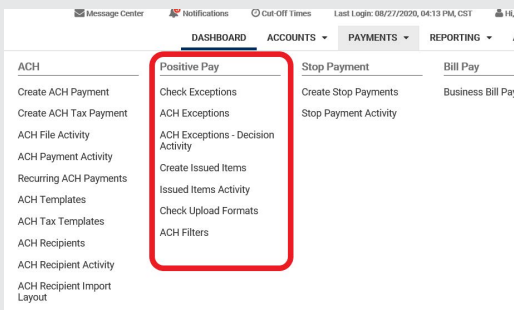 Message Center Notifications Cut-Off Times Last Login: 08/27/2020, 04:13 PM, CST Hi,
DASHBOARD ACCOUNTS PAYMENTS REPORTING
ACH
Create ACH Payment
Create ACH Tax Payment
ACH File Activity
ACH Payment Activity
Recurring ACH Payments
ACH Templates
ACH Tax Templates
ACH Recipients
ACH Recipient Activity
ACH Recipient Import
Layout
Positive Pay
Check Exceptions
ACH Exceptions
ACH Exceptions - Decision
Activity
Create Issued Items
Issued Items Activity
Check Upload Formats
ACH Filters
Stop Payment
Create Stop Payments
Stop Payment Activity
Bill Pay
Business Bill Pay